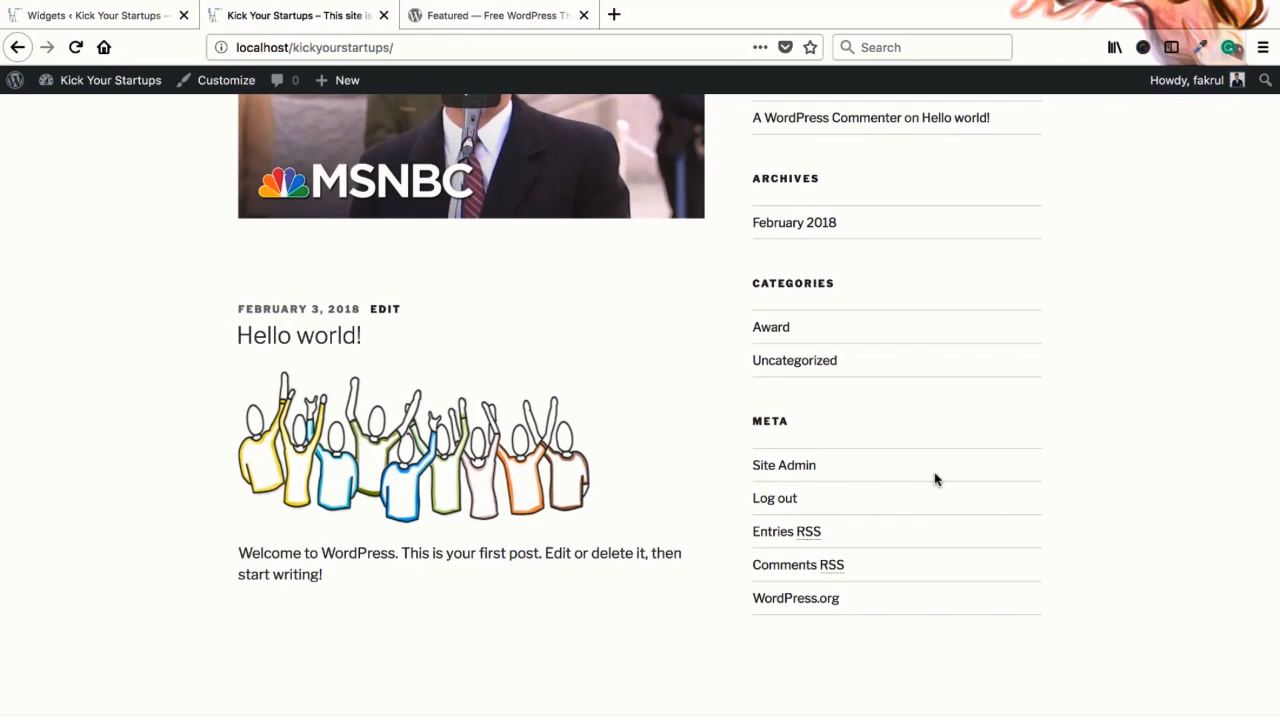 Widgets ‹ Kick Your Startups —
Kick Your Startups – This site is
Featured — Free WordPress Th
localhost/kickyourstartups/
Search
Kick Your Startups
Customize
0
New
Howdy, fakrul
MSNBC
A WordPress Commenter on Hello world!
ARCHIVES
February 2018
CATEGORIES
Award
Uncategorized
META
Site Admin
Log out
Entries RSS
Comments RSS
WordPress.org
FEBRUARY 3, 2018 EDIT
Hello world!
Welcome to WordPress. This is your first post. Edit or delete it, then
start writing!